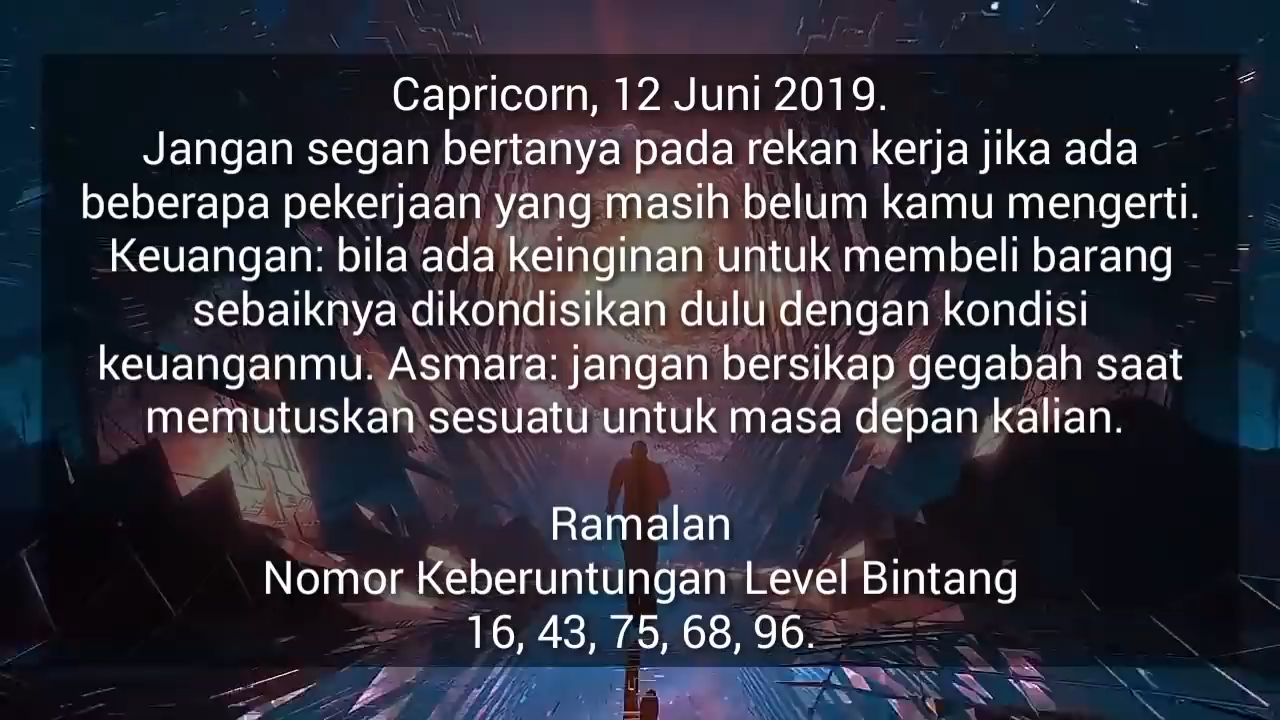 Capricorn, 12 Juni 2019.
Jangan segan bertanya pada rekan kerja jika ada
beberapa pekerjaan yang masih belum kamu mengerti.
Keuangan: bila ada keinginan untuk membeli barang
sebaiknya dikondisikan dulu dengan kondisi
keuanganmu. Asmara: jangan bersikap gegabah saat
memutuskan sesuatu untuk masa depan kalian.
Ramalan
Nomor Keberuntungan Level Bintang
16, 43, 75, 68, 96.